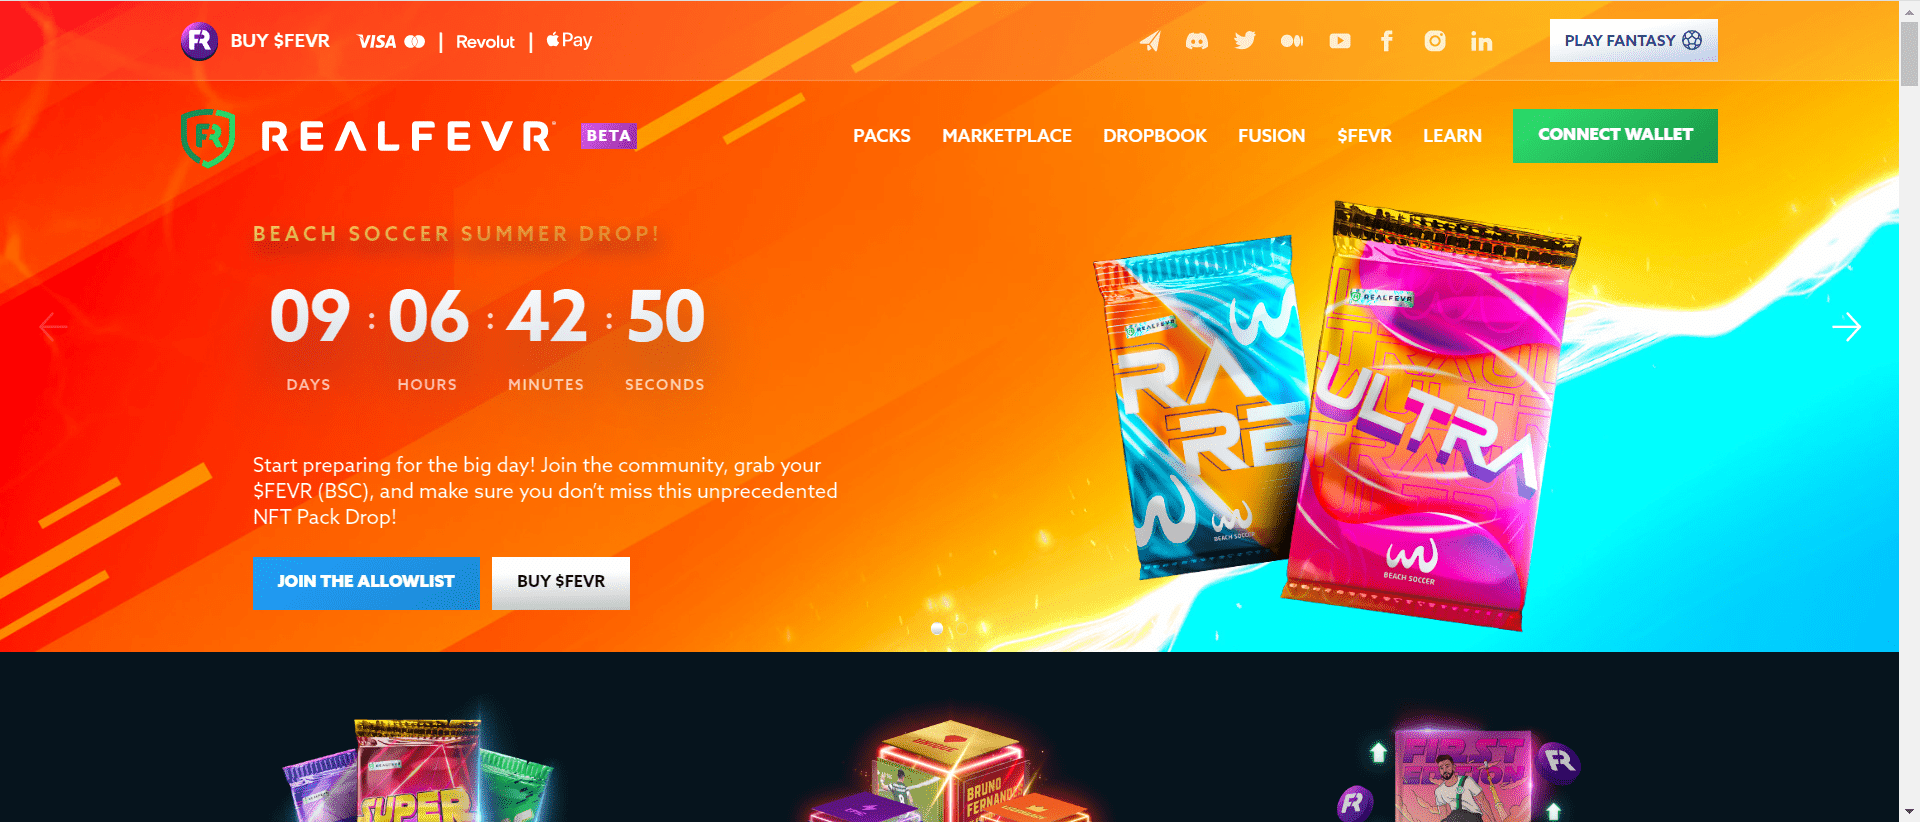 BUY $FEVR VISA | Revolut | Pay
PLAY FANTASY
REALFEVR BETA
PACKS MARKETPLACE DROPBOOK FUSION $FEVR LEARN CONNECT WALLET
BEACH SOCCER SUMMER DROP!
09 : 06 : 42 : 50
DAYS HOURS MINUTES SECONDS
Start preparing for the big day! Join the community, grab your
$FEVR (BSC), and make sure you don’t miss this unprecedented
NFT Pack Drop!
JOIN THE ALLOWLIST BUY $FEVR
REALFEVR
RARE
BEACH SOCCER
REALFEVR
ULTRA
BEACH SOCCER
REALFEVR
SUPER
BRUNO
FIRST
EDITION